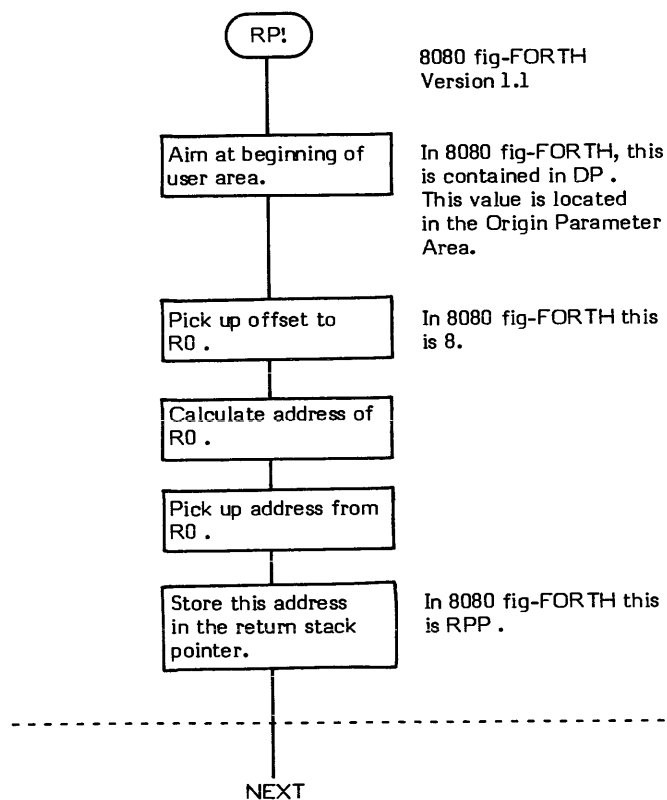 RP!
8080 fig-FORTH
Version 1.1
Aim at beginning of
user area.
In 8080 fig-FORTH, this
is contained in DP .
This value is located
in the Origin Parameter
Area.
Pick up offset to
R0 .
In 8080 fig-FORTH this
is 8.
Calculate address of
R0 .
Pick up address from
R0 .
Store this address
in the return stack
pointer.
In 8080 fig-FORTH this
is RPP .
NEXT